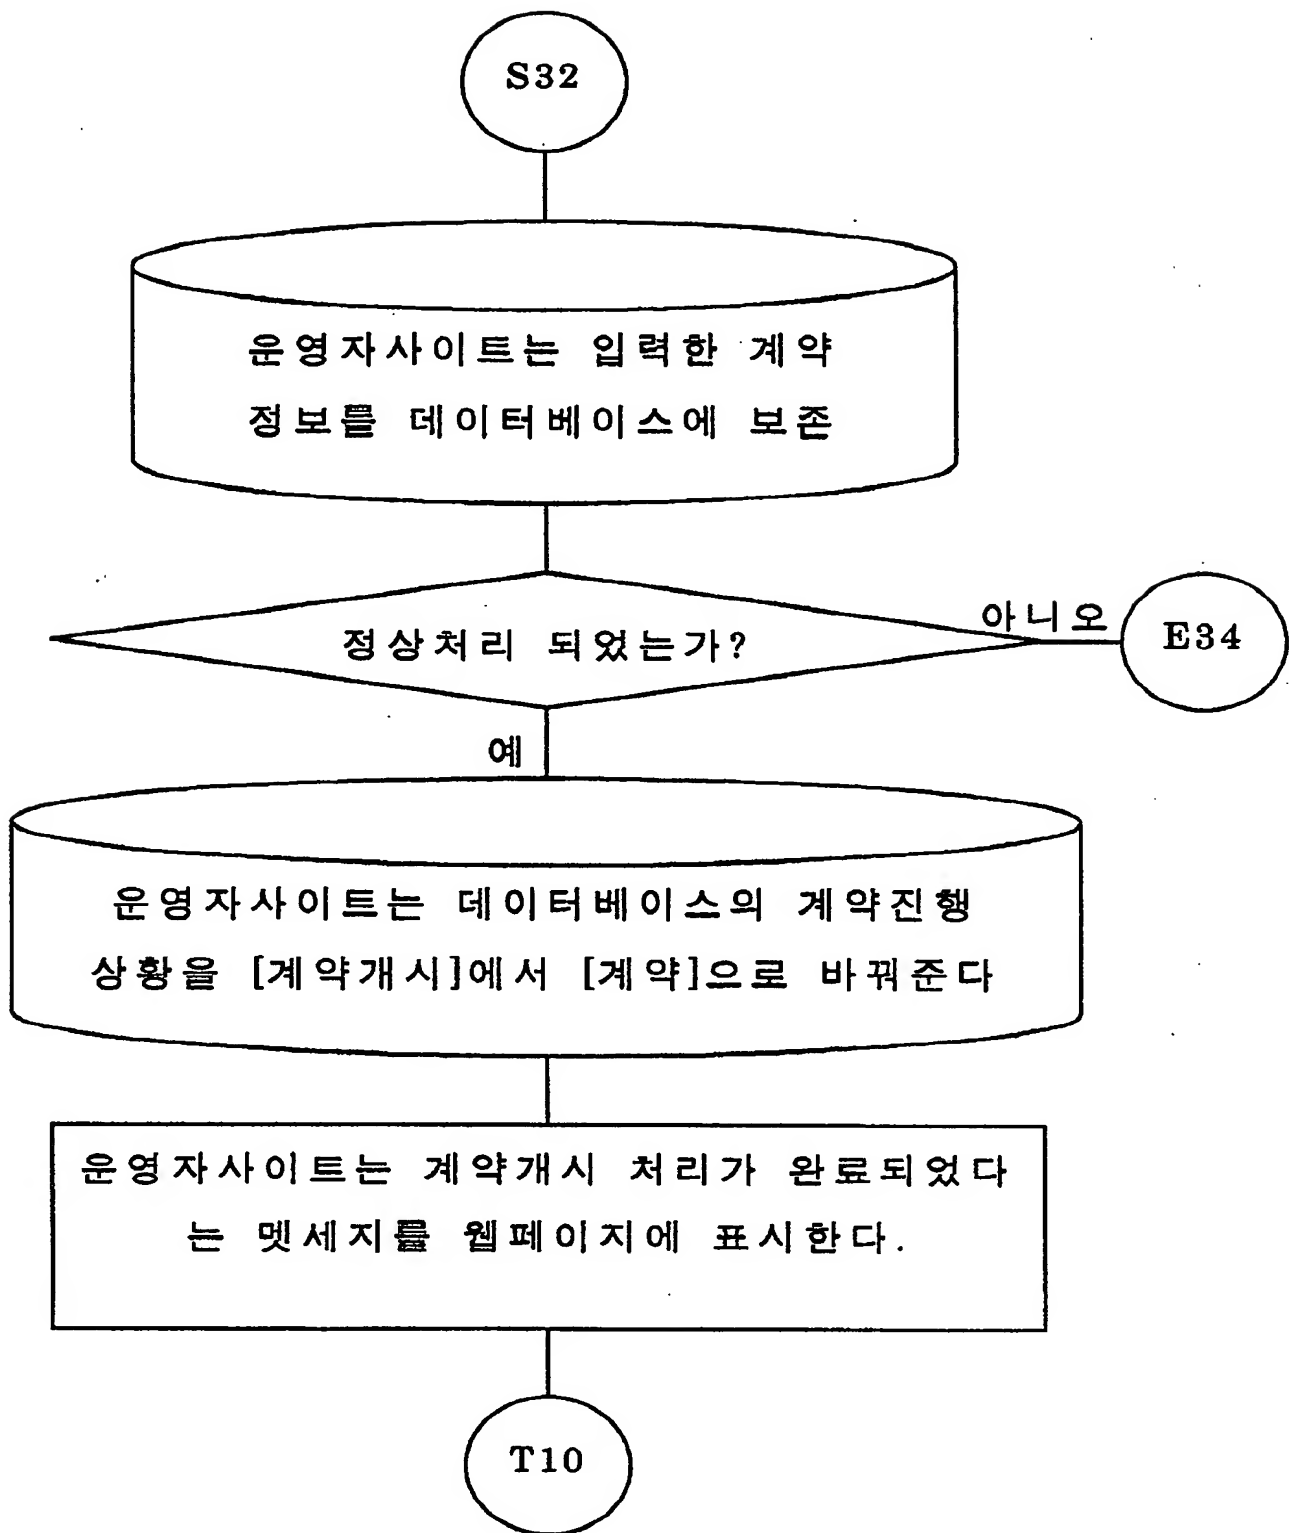 S32
운영자사이트는 입력한 계약
정보를 데이터베이스에 보존
정상처리 되었는가?
아니오
E34
예
운영자사이트는 데이터베이스의 계약진행
상황을 [계약개시]에서 [계약]으로 바꿔준다
운영자사이트는 계약개시 처리가 완료되었다
는 멧세지를 웹페이지에 표시한다.
T10